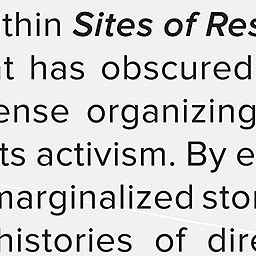 thin Sites of Res
t has obscured
ense organizing
ts activism. By e
marginalized stor
histories of dire